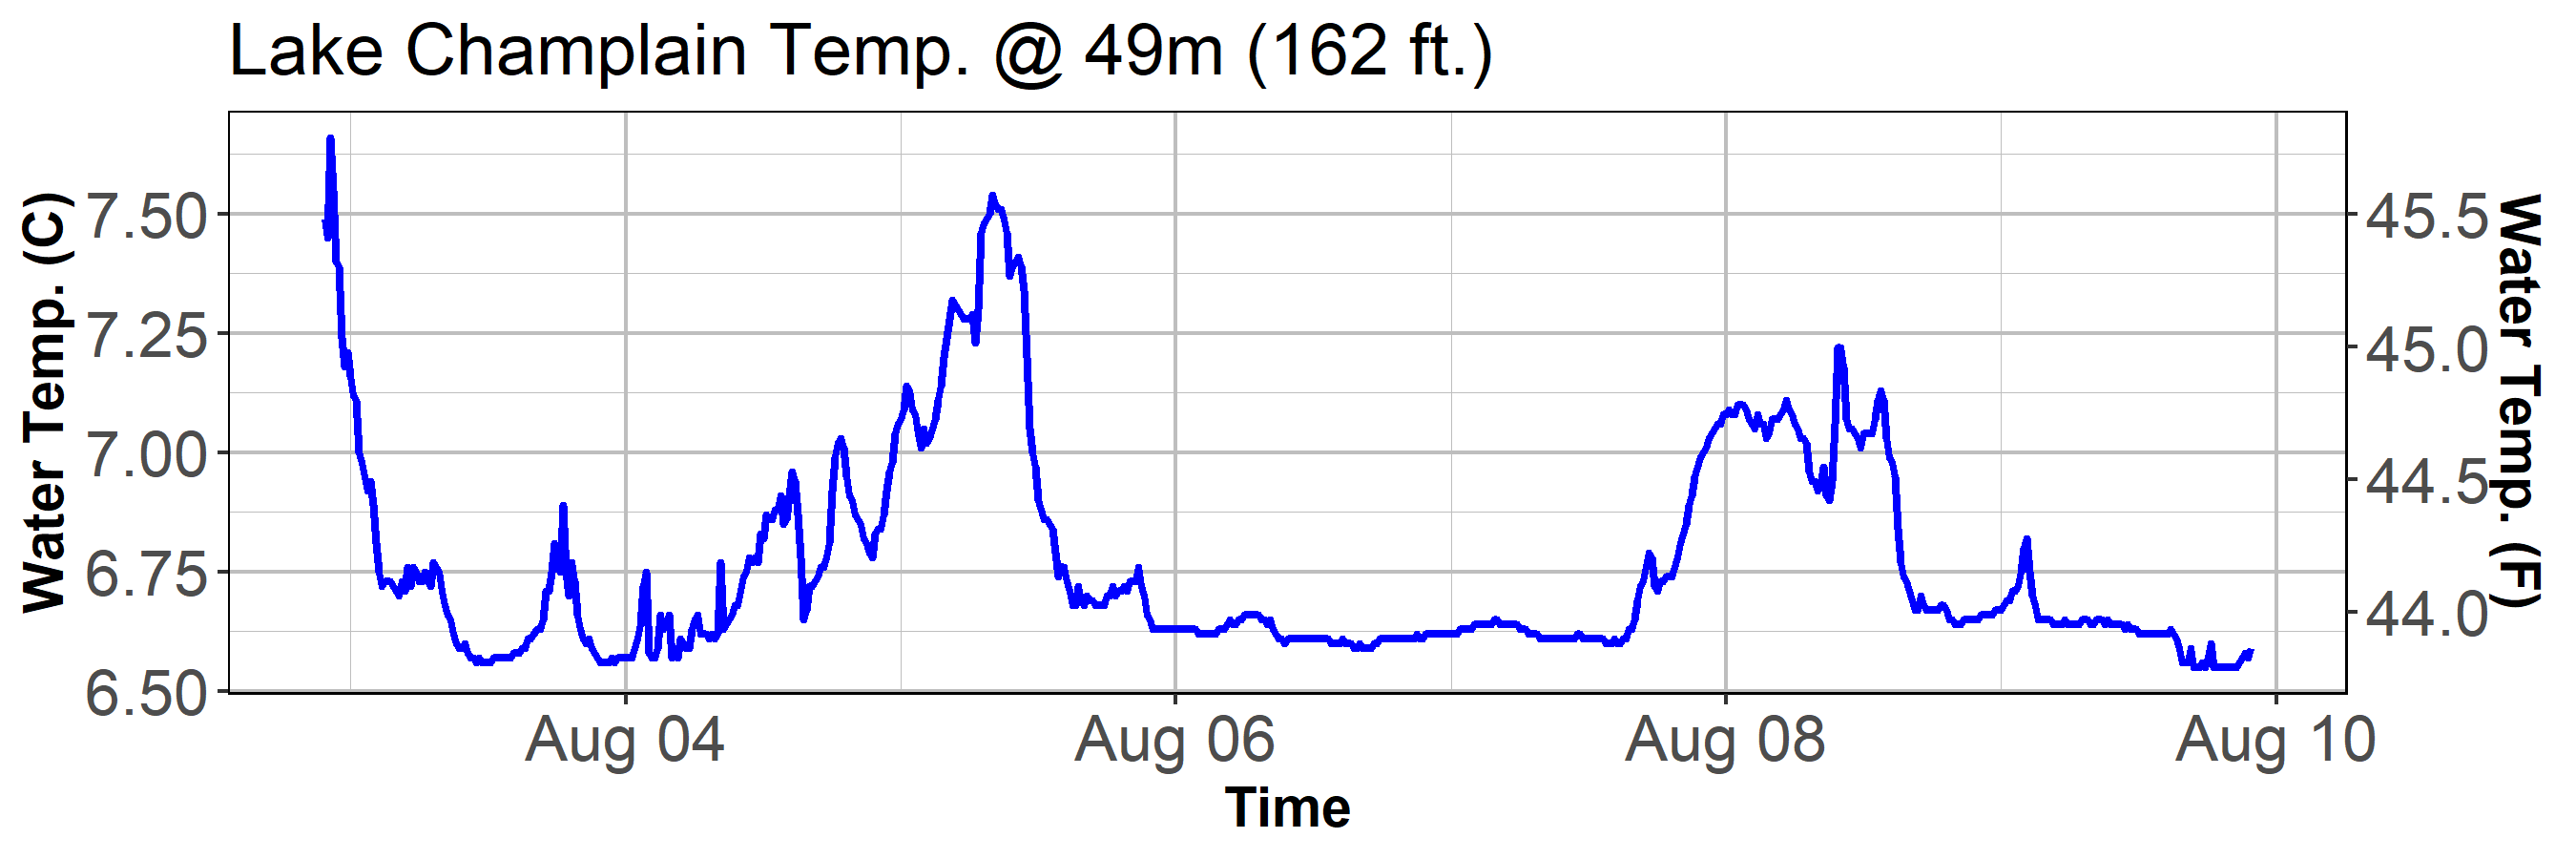 Lake Champlain Temp. @ 49m (162 ft.)
Water Temp. (C)
7.50
7.25
7.00
6.75
6.50
45.5
45.0
44.5
44.0
Water Temp. (F)
Aug 04 Aug 06 Aug 08 Aug 10
Time